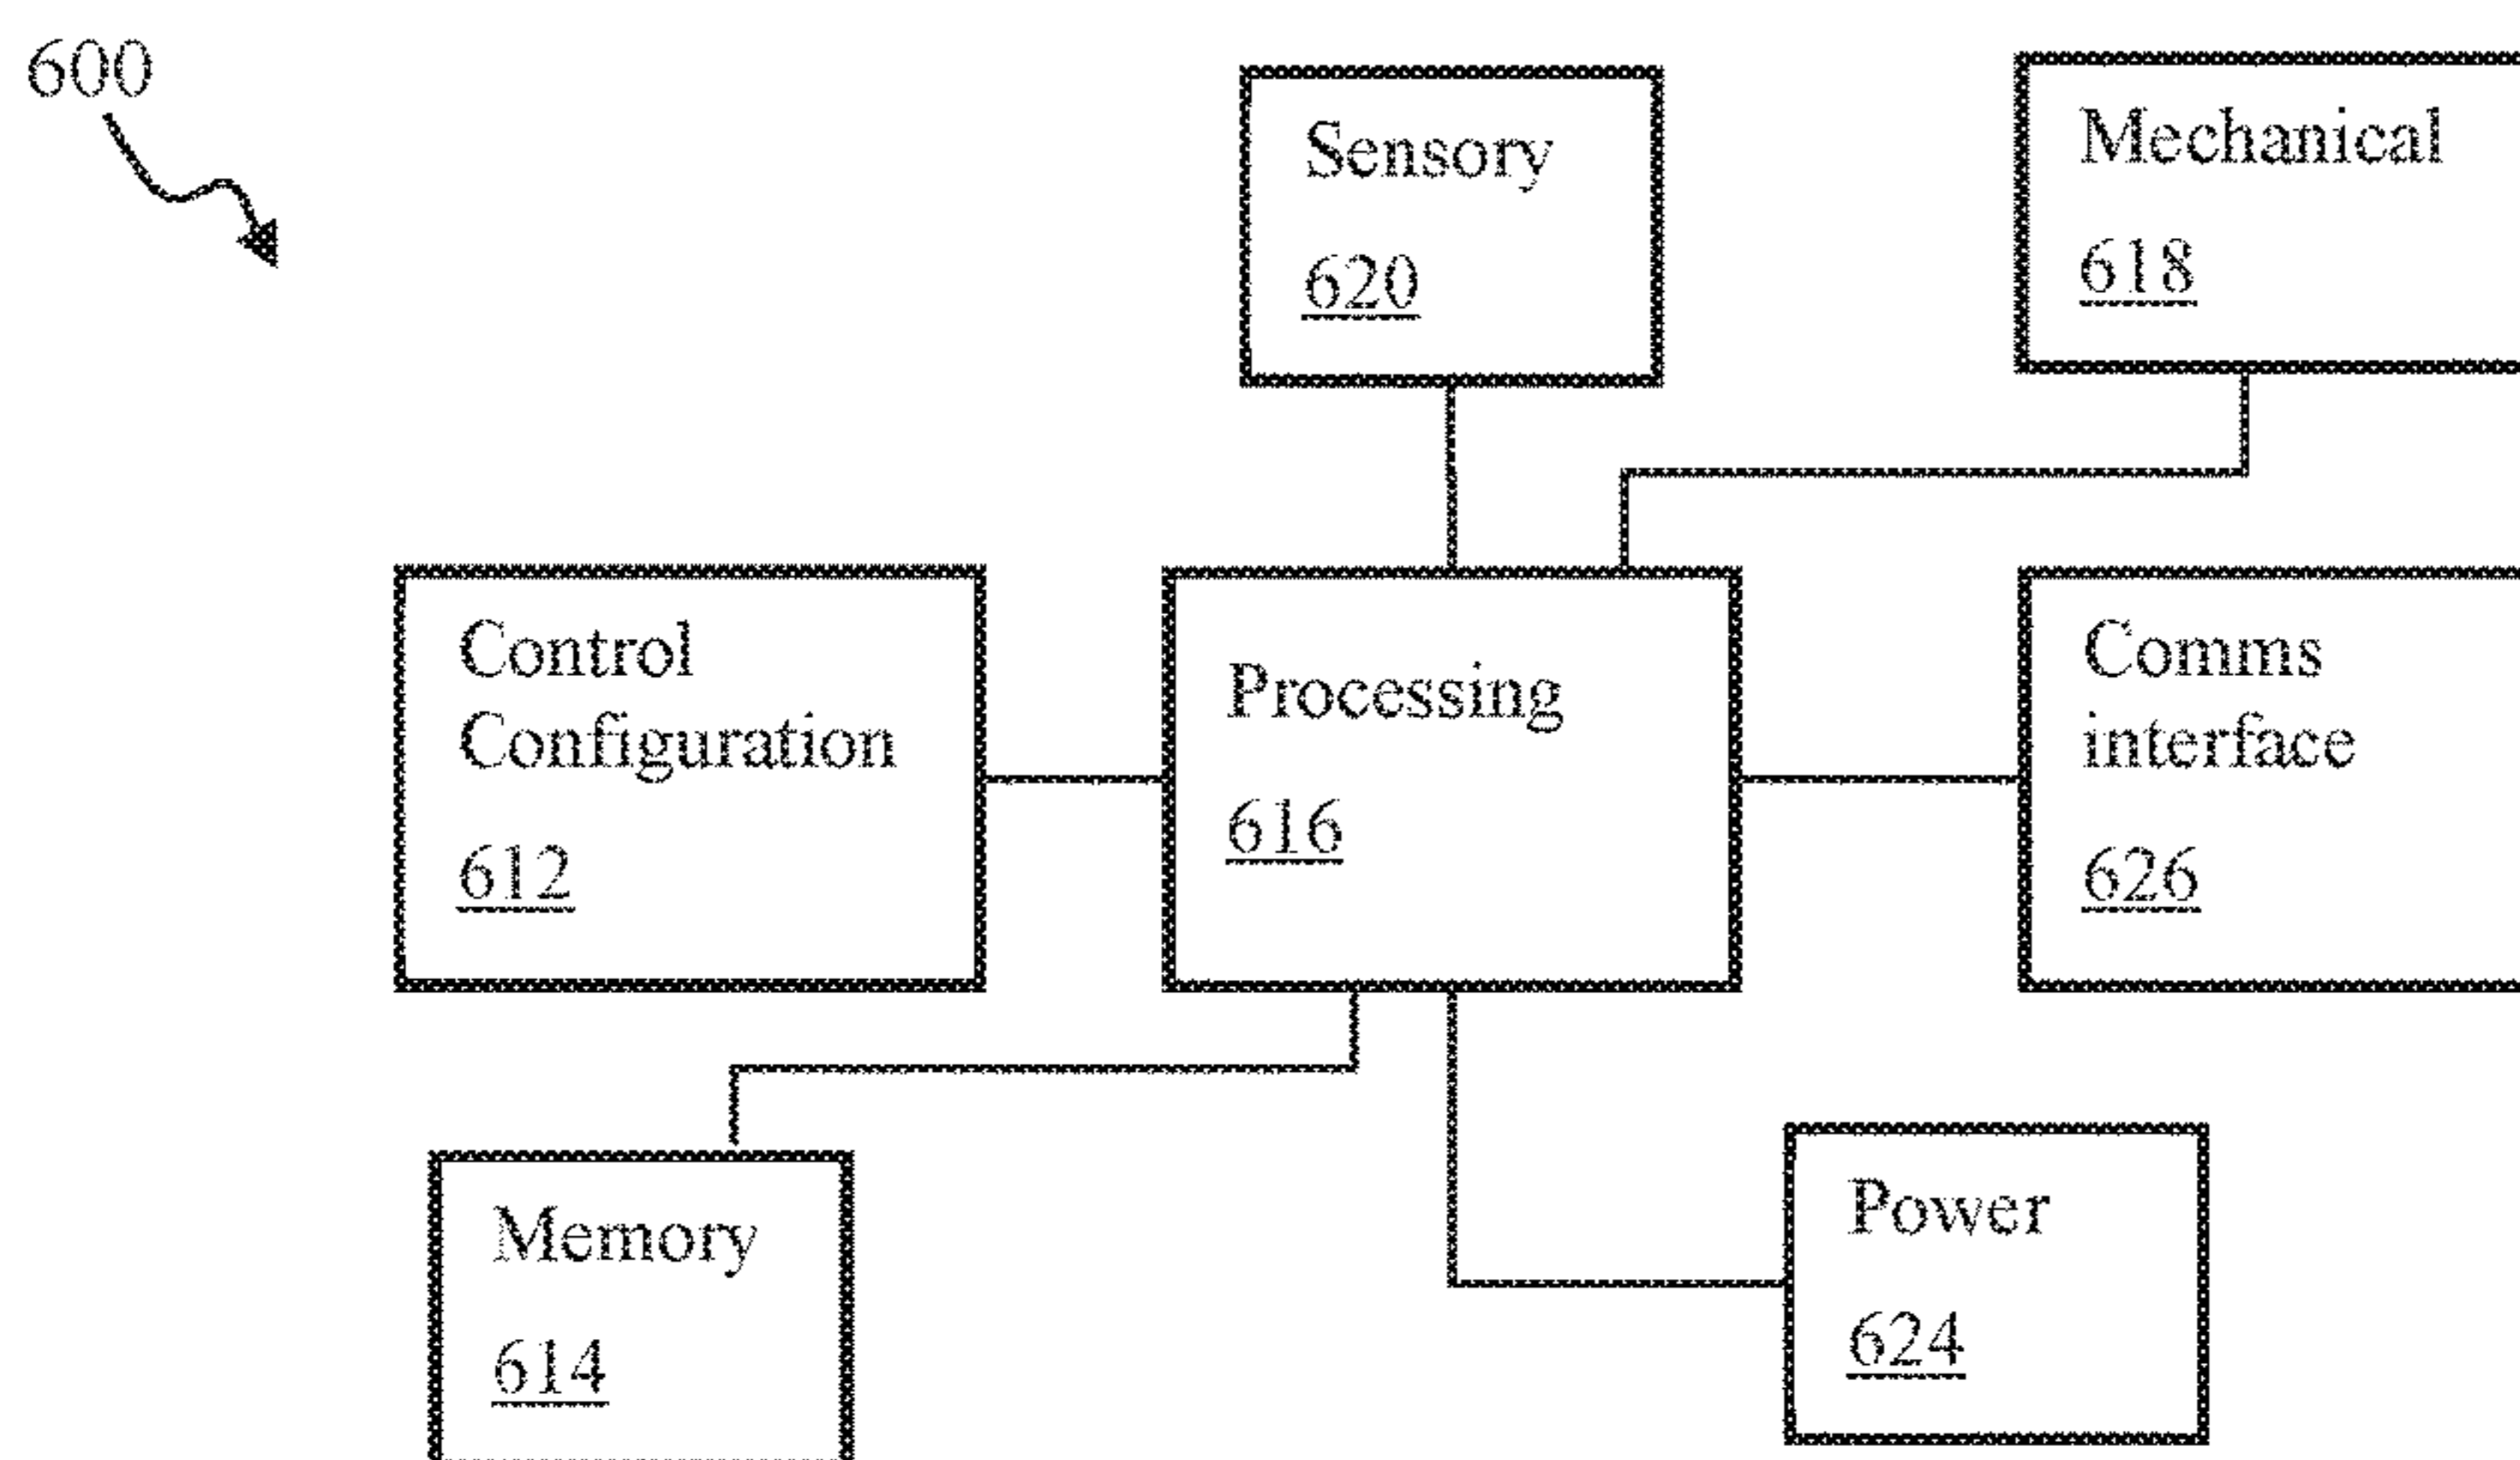 600
Sensory
620
Mechanical
618
Control
Configuration
612
Processing
616
Comms
interface
626
Memory
614
Power
624